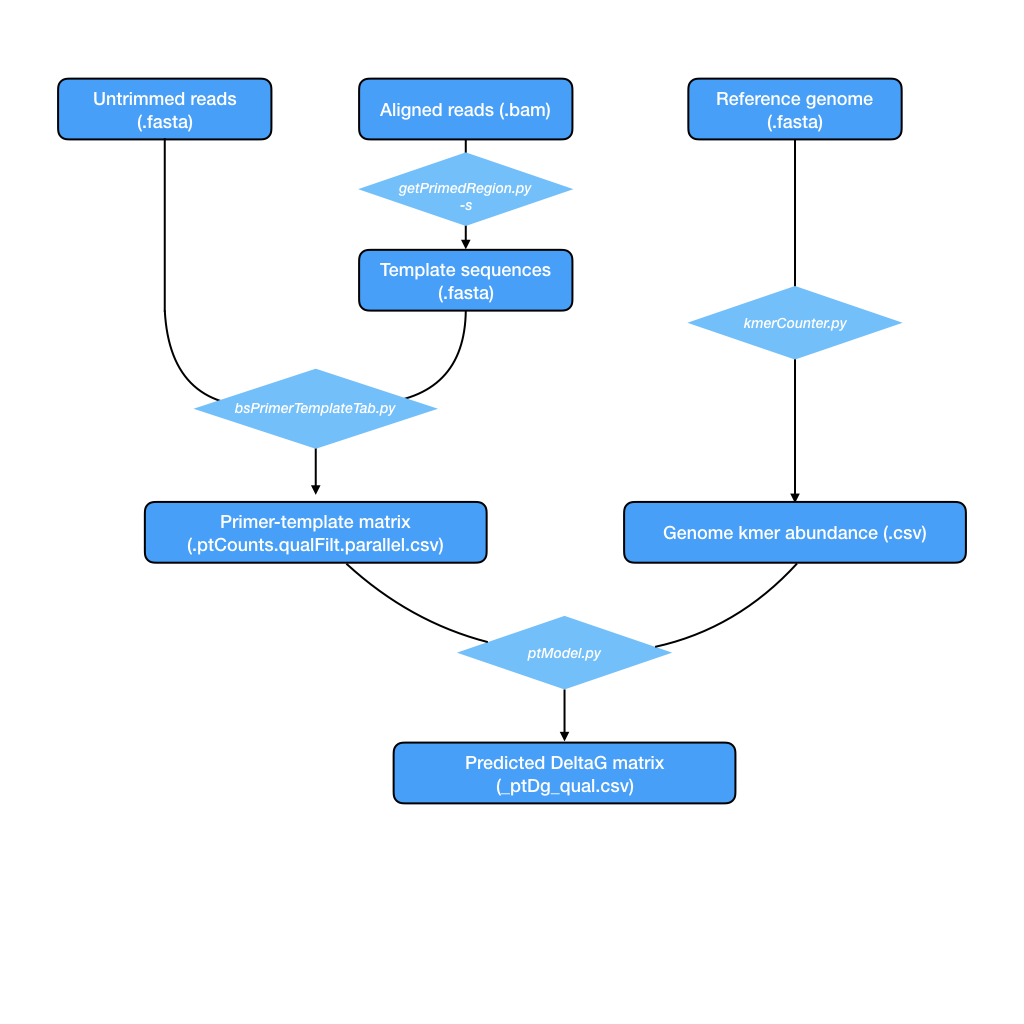 Untrimmed reads
(.fasta)
Aligned reads (.bam)
Reference genome
(.fasta)
getPrimedRegion.py
-s
Template sequences
(.fasta)
kmerCounter.py
bsPrimerTemplateTab.py
Primer-template matrix
(.ptCounts.qualFilt.parallel.csv)
Genome kmer abundance (.csv)
ptModel.py
Predicted DeltaG matrix
(_ptDg_qual.csv)